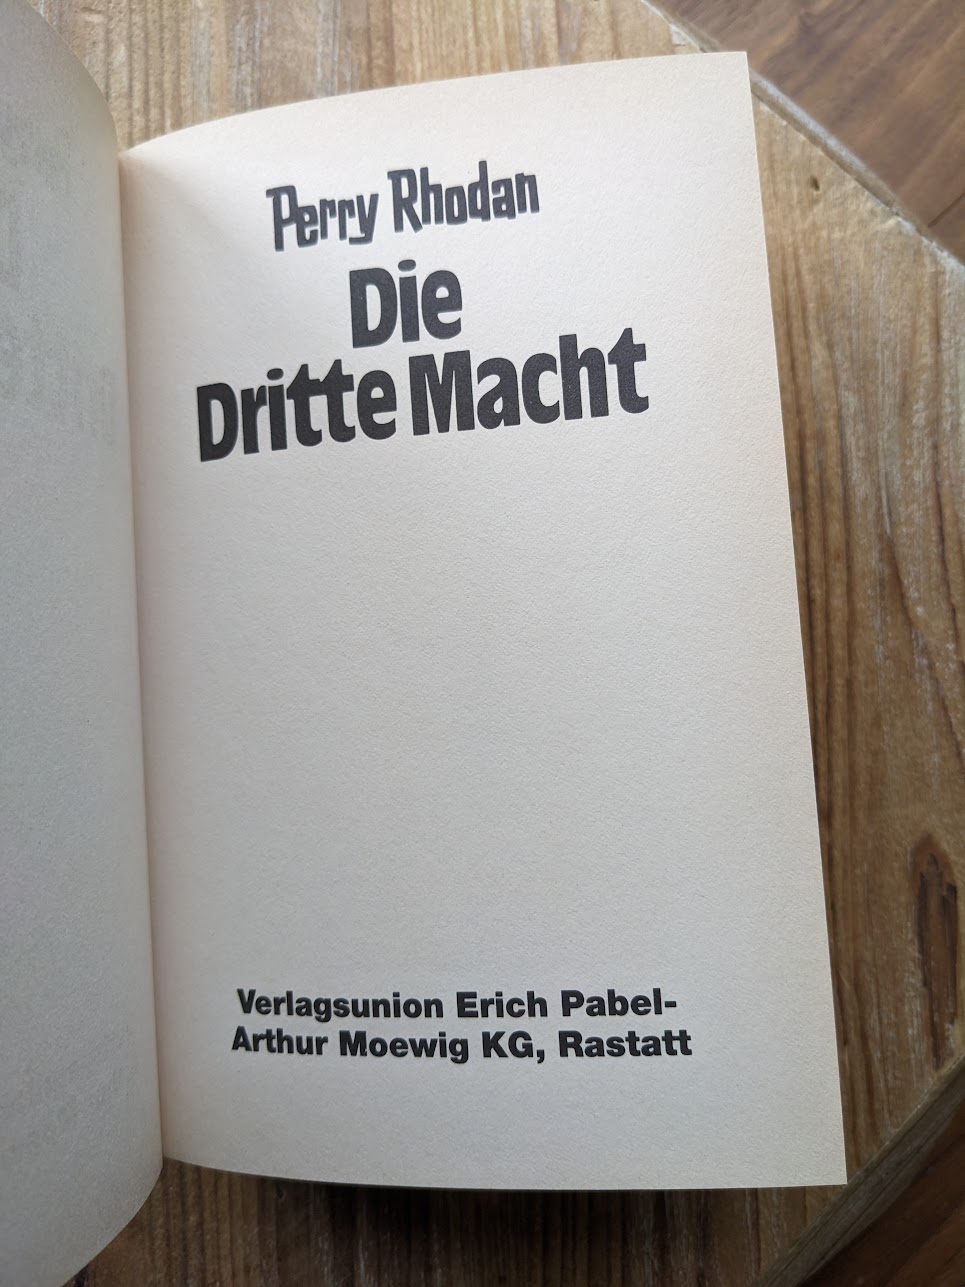 Perry Rhodan
Die
Dritte Macht
Verlagsunion Erich Pabel-
Arthur Moewig KG, Rastatt